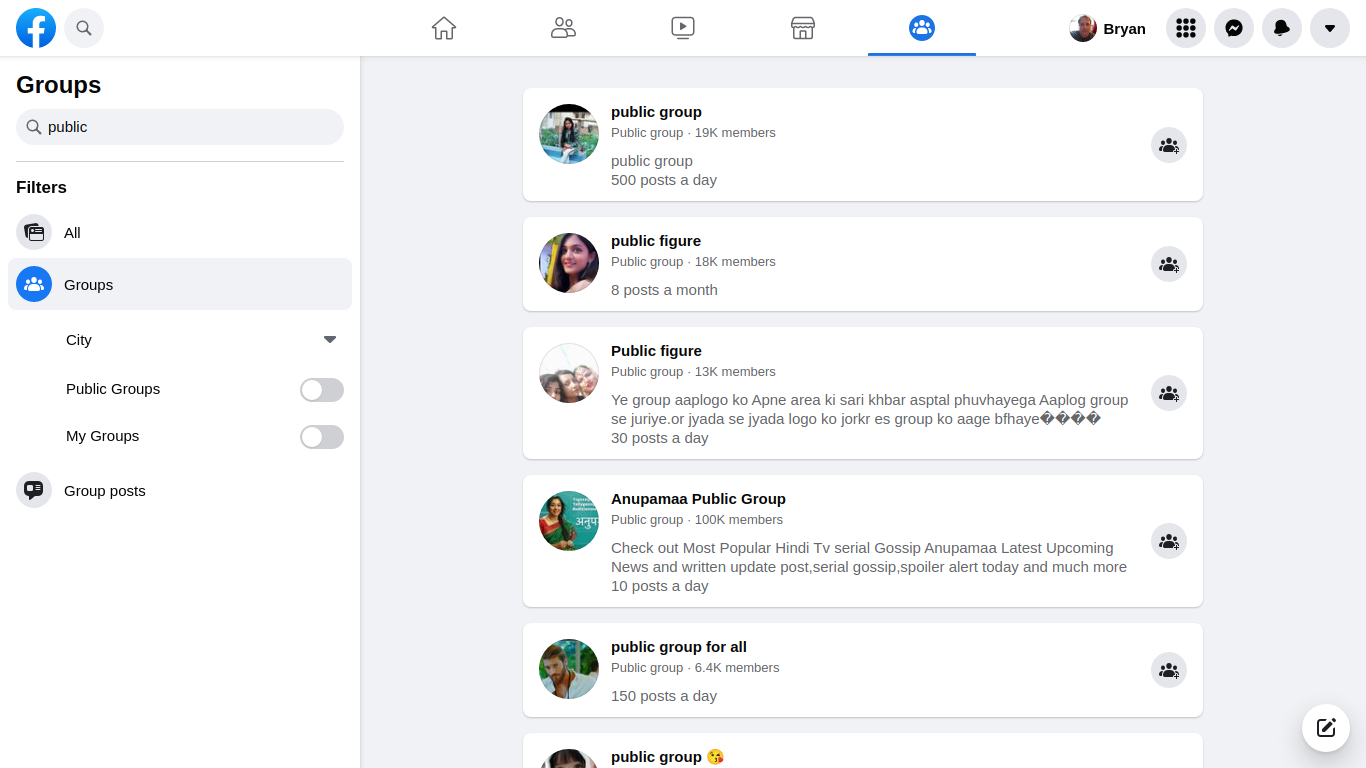 Bryan
Groups
public
Filters
All
Groups
City
Public Groups
My Groups
Group posts
public group
Public group · 19K members
public group
500 posts a day
public figure
Public group · 18K members
8 posts a month
Public figure
Public group · 13K members
Ye group aaplogo ko Apne area ki sari khbar asptal phuvhayega Aaplog group
se juriye.or jyada se jyada logo ko jorkr es group ko aage bfhaye����
30 posts a day
Anupamaa Public Group
Public group · 100K members
Check out Most Popular Hindi Tv serial Gossip Anupamaa Latest Upcoming
News and written update post,serial gossip,spoiler alert today and much more
10 posts a day
public group for all
Public group · 6.4K members
150 posts a day
public group 😘